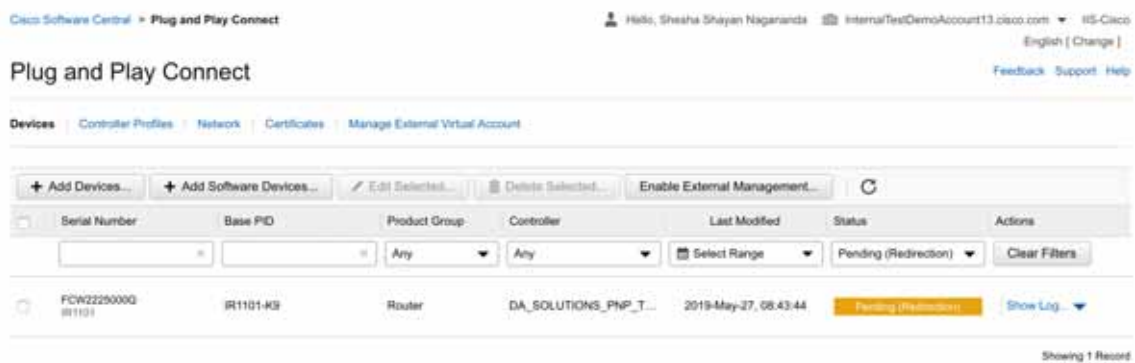 Cisco Software Central > Plug and Play Connect
Hello, Shesha Shayan Nagananda InternalTestDemoAccount13.cisco.com IIS-Cisco
English [ Change ]
Plug and Play Connect
Feedback Support Help
Devices | Controller Profiles | Network | Certificates | Manage External Virtual Account
+ Add Devices... + Add Software Devices... Edit Selected... Delete Selected... Enable External Management...
Serial Number Base PID Product Group Controller Last Modified Status Actions
× × Any Any Select Range Pending (Redirection) Clear Filters
FCW2225000G IR1101-K9 Router DA_SOLUTIONS_PNP_T... 2019-May-27, 08:43:44 Pending (Redirection) Show Log...
IR1101
Showing 1 Record